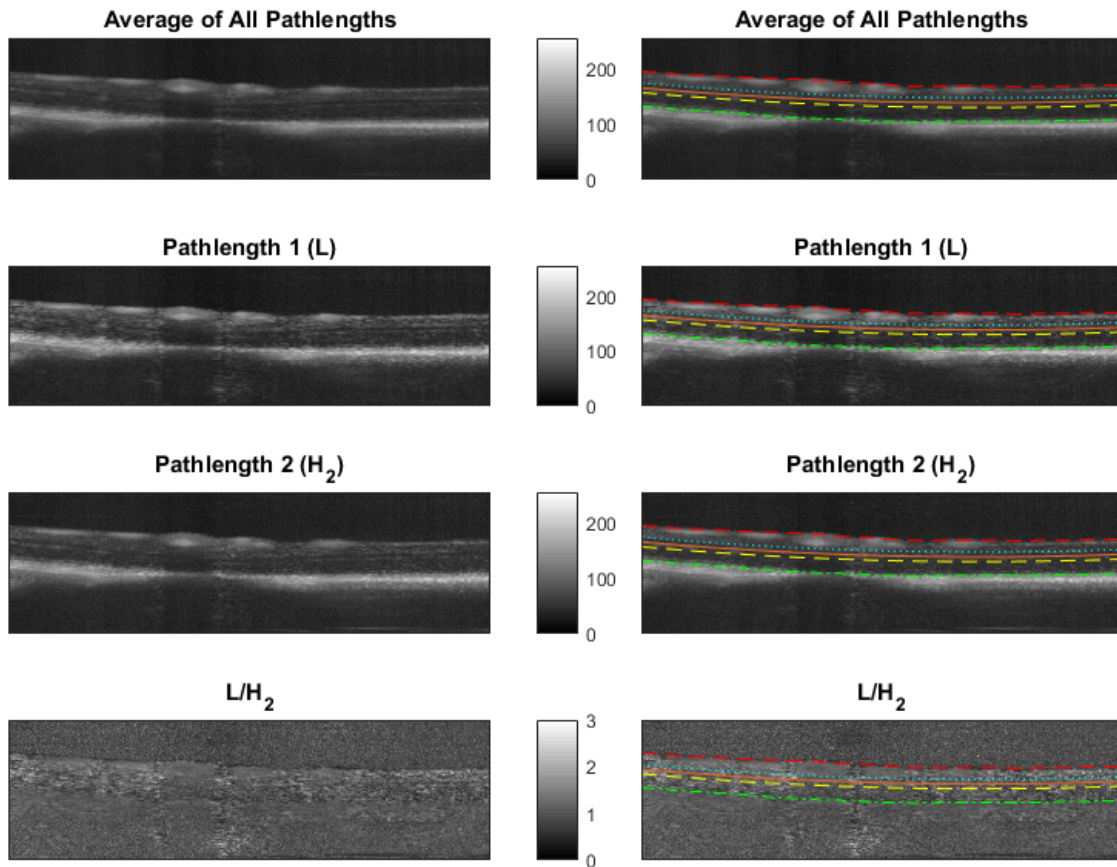 Average of All Pathlengths
Average of All Pathlengths
200
100
0
Pathlength 1 (L)
Pathlength 1 (L)
200
100
0
Pathlength 2 (H₂)
Pathlength 2 (H₂)
200
100
0
L/H₂
L/H₂
3
2
1
0